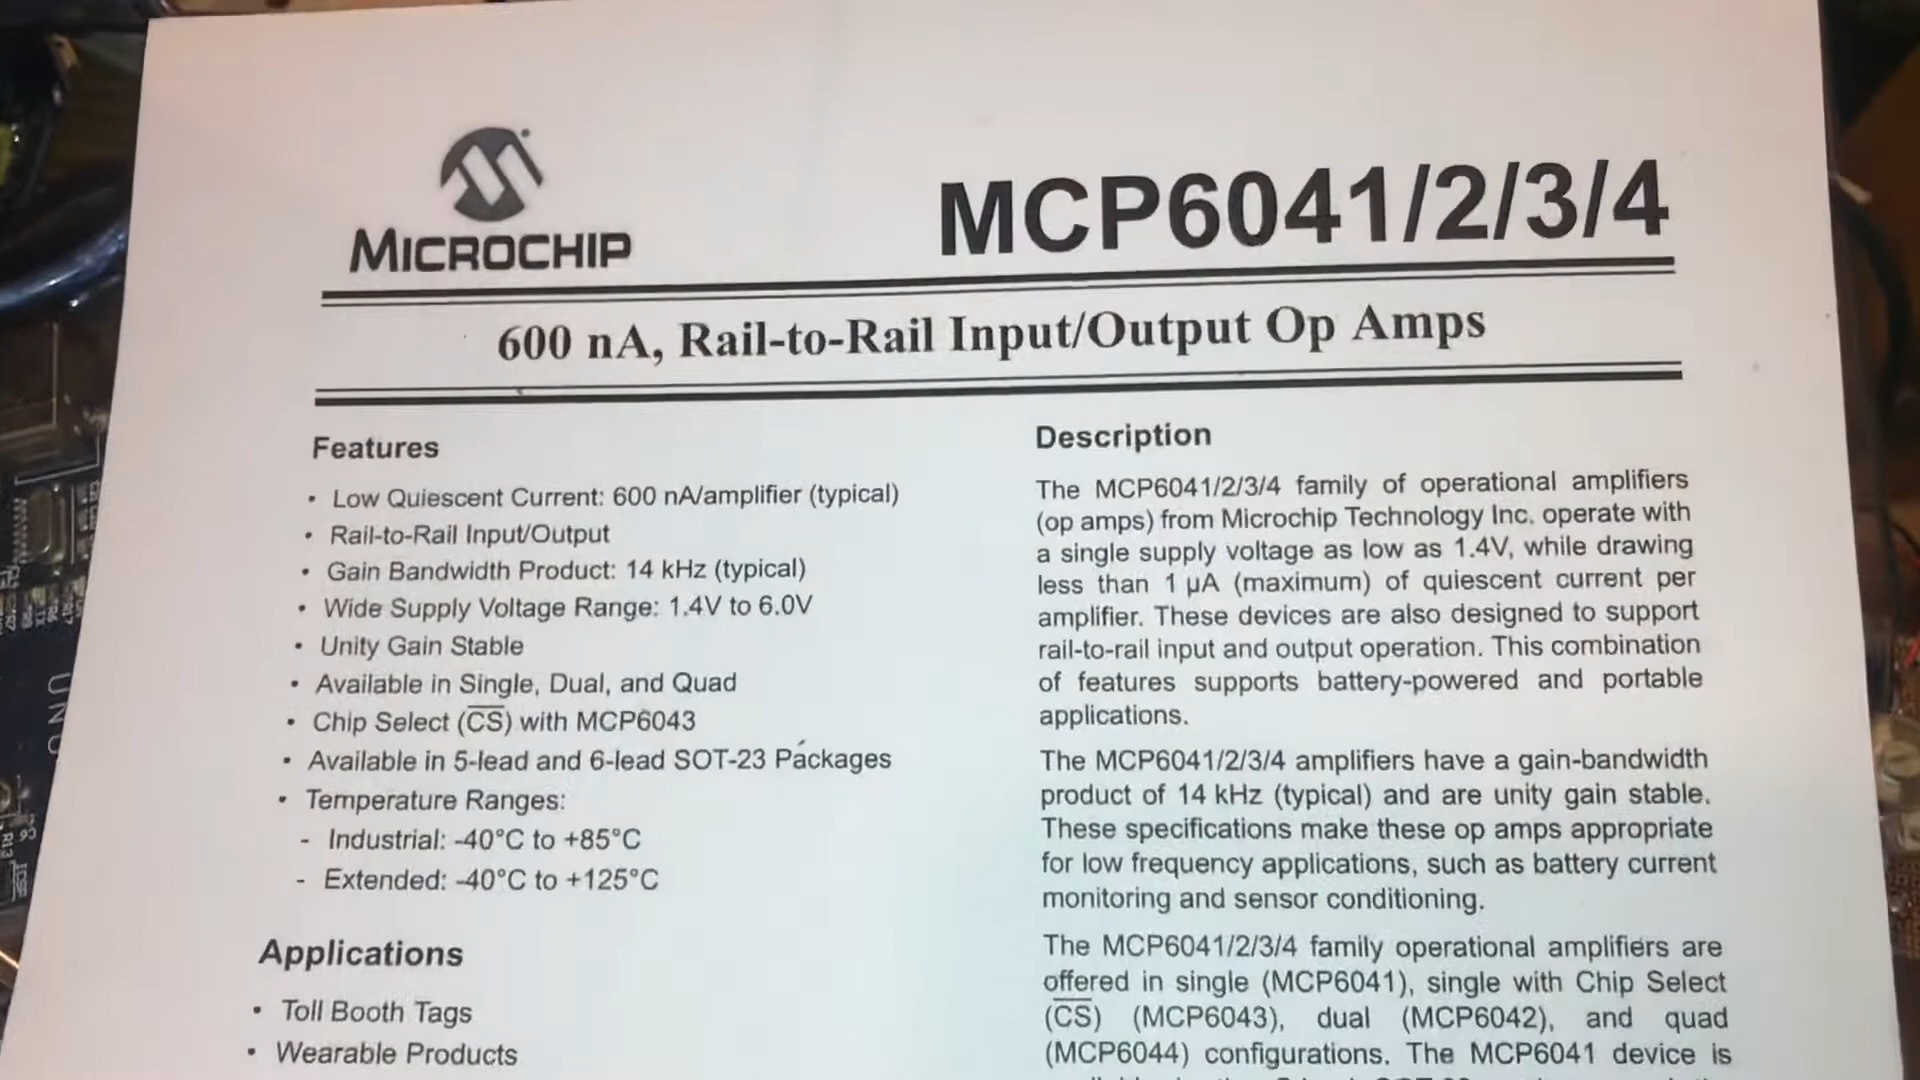 MICROCHIP
MCP6041/2/3/4
600 nA, Rail-to-Rail Input/Output Op Amps
Features
• Low Quiescent Current: 600 nA/amplifier (typical)
• Rail-to-Rail Input/Output
• Gain Bandwidth Product: 14 kHz (typical)
• Wide Supply Voltage Range: 1.4V to 6.0V
• Unity Gain Stable
• Available in Single, Dual, and Quad
• Chip Select (CS) with MCP6043
• Available in 5-lead and 6-lead SOT-23 Packages
• Temperature Ranges:
- Industrial: -40°C to +85°C
- Extended: -40°C to +125°C
Applications
• Toll Booth Tags
• Wearable Products
Description
The MCP6041/2/3/4 family of operational amplifiers
(op amps) from Microchip Technology Inc. operate with
a single supply voltage as low as 1.4V, while drawing
less than 1 µA (maximum) of quiescent current per
amplifier. These devices are also designed to support
rail-to-rail input and output operation. This combination
of features supports battery-powered and portable
applications.
The MCP6041/2/3/4 amplifiers have a gain-bandwidth
product of 14 kHz (typical) and are unity gain stable.
These specifications make these op amps appropriate
for low frequency applications, such as battery current
monitoring and sensor conditioning.
The MCP6041/2/3/4 family operational amplifiers are
offered in single (MCP6041), single with Chip Select
(CS) (MCP6043), dual (MCP6042), and quad
(MCP6044) configurations. The MCP6041 device is